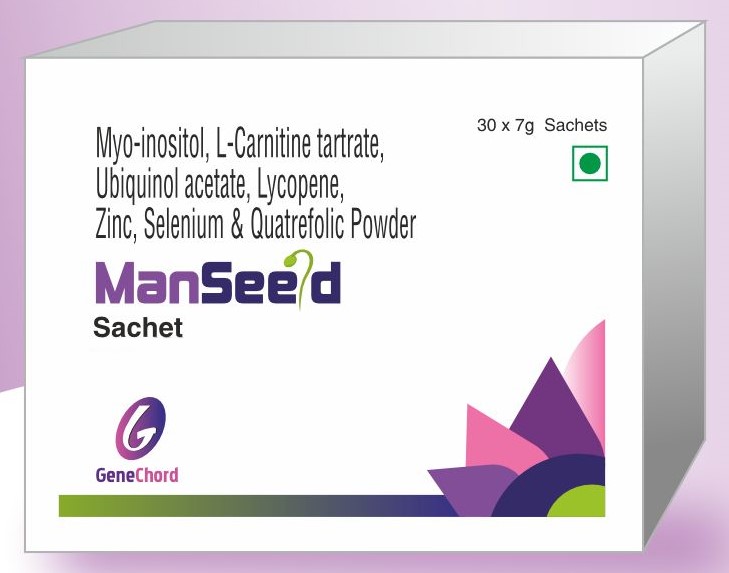 30 x 7g Sachets
Myo-inositol, L-Carnitine tartrate,
Ubiquinol acetate, Lycopene,
Zinc, Selenium & Quatrefolic Powder
ManSeed
Sachet
G
GeneChord